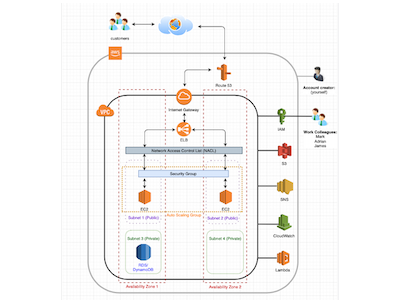 customers
AWS
Route 53
Account creator:
(yourself)
Internet Gateway
VPC
IAM
Work Colleagues:
Mark
Adrian
James
ELB
Network Access Control List (NACL)
S3
Security Group
SNS
EC2
EC2
Auto Scaling Group
Subnet 1 (Public)
Subnet 2 (Public)
CloudWatch
Subnet 3 (Private)
Subnet 4 (Private)
RDS/
DynamoDB
Lambda
Availability Zone 1
Availability Zone 2